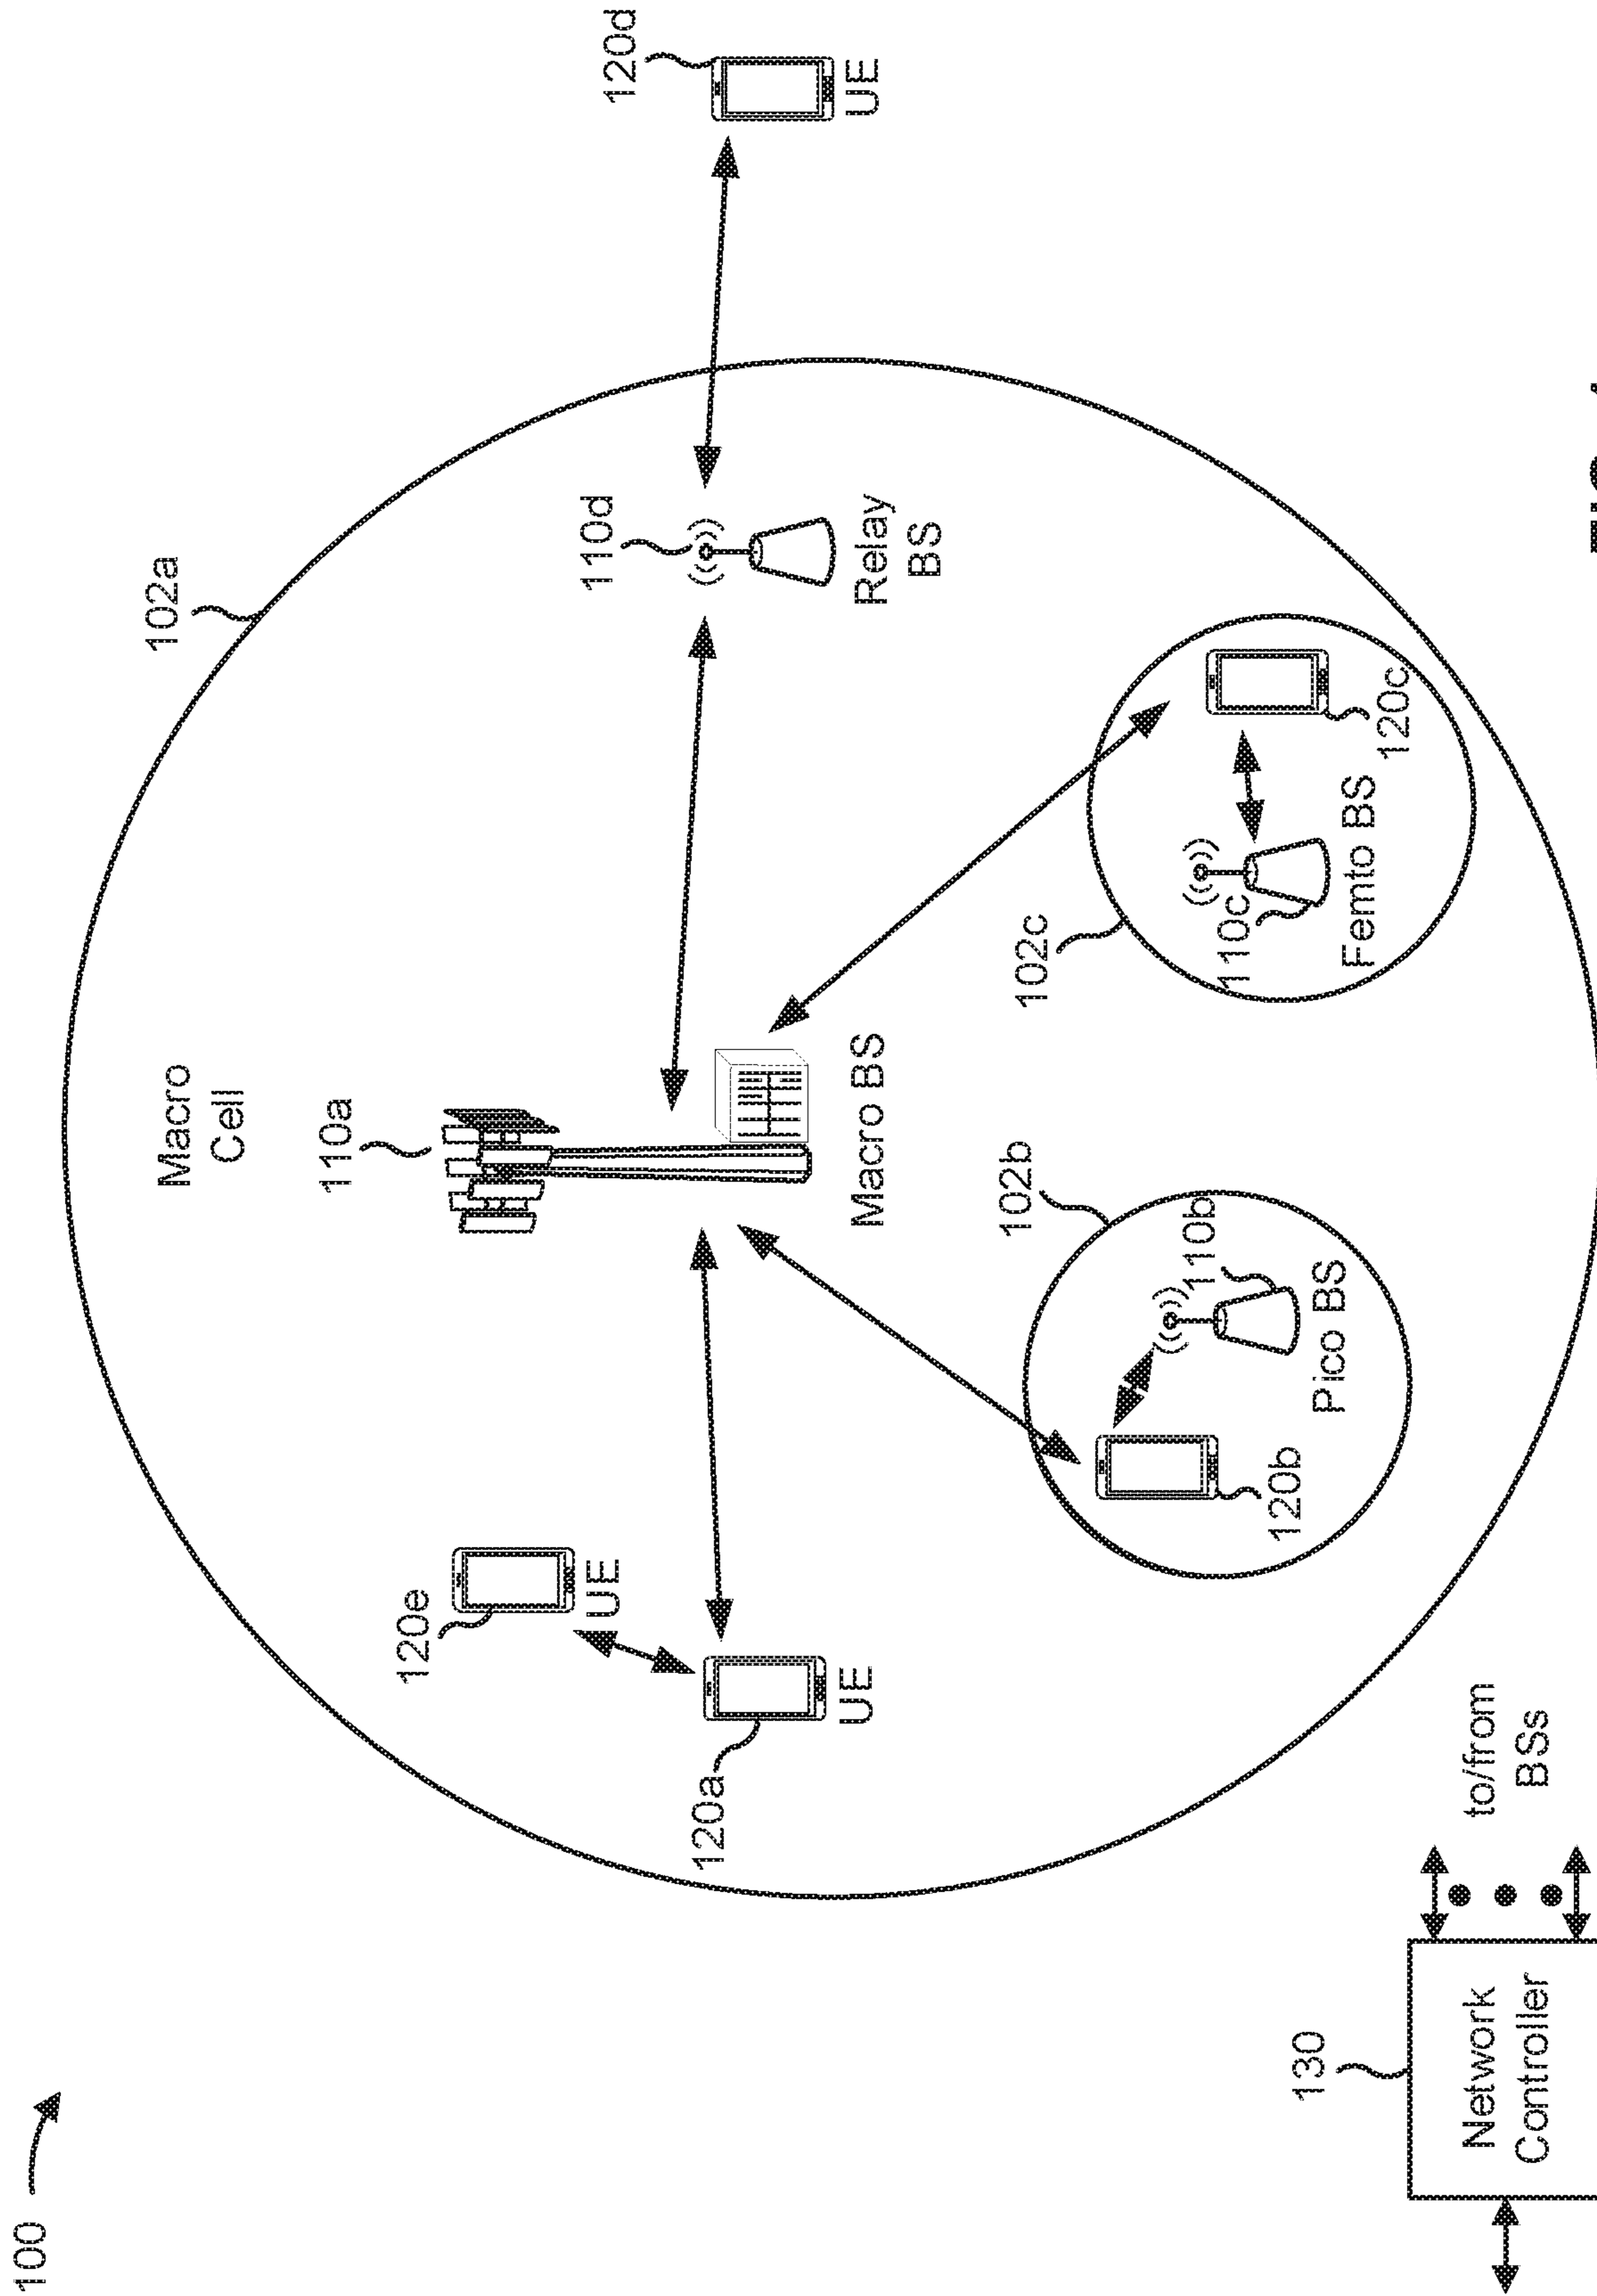 100
102a
Macro
Cell
110a
120d
UE
110d
Relay
BS
120e
UE
120a
UE
Macro BS
102b
102c
110b
Pico BS
120b
110c
Femto BS
120c
130
Network
Controller
to/from
BSs